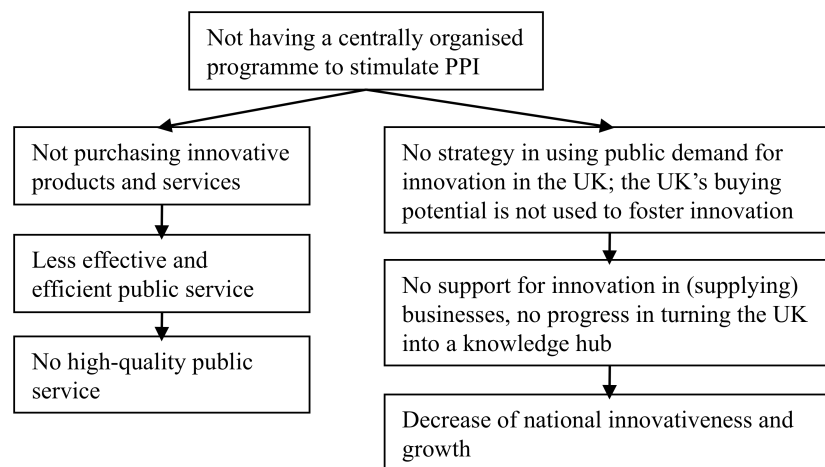 Not having a centrally organised
programme to stimulate PPI
Not purchasing innovative
products and services
Less effective and
efficient public service
No high-quality public
service
No strategy in using public demand for
innovation in the UK; the UK’s buying
potential is not used to foster innovation
No support for innovation in (supplying)
businesses, no progress in turning the UK
into a knowledge hub
Decrease of national innovativeness and
growth